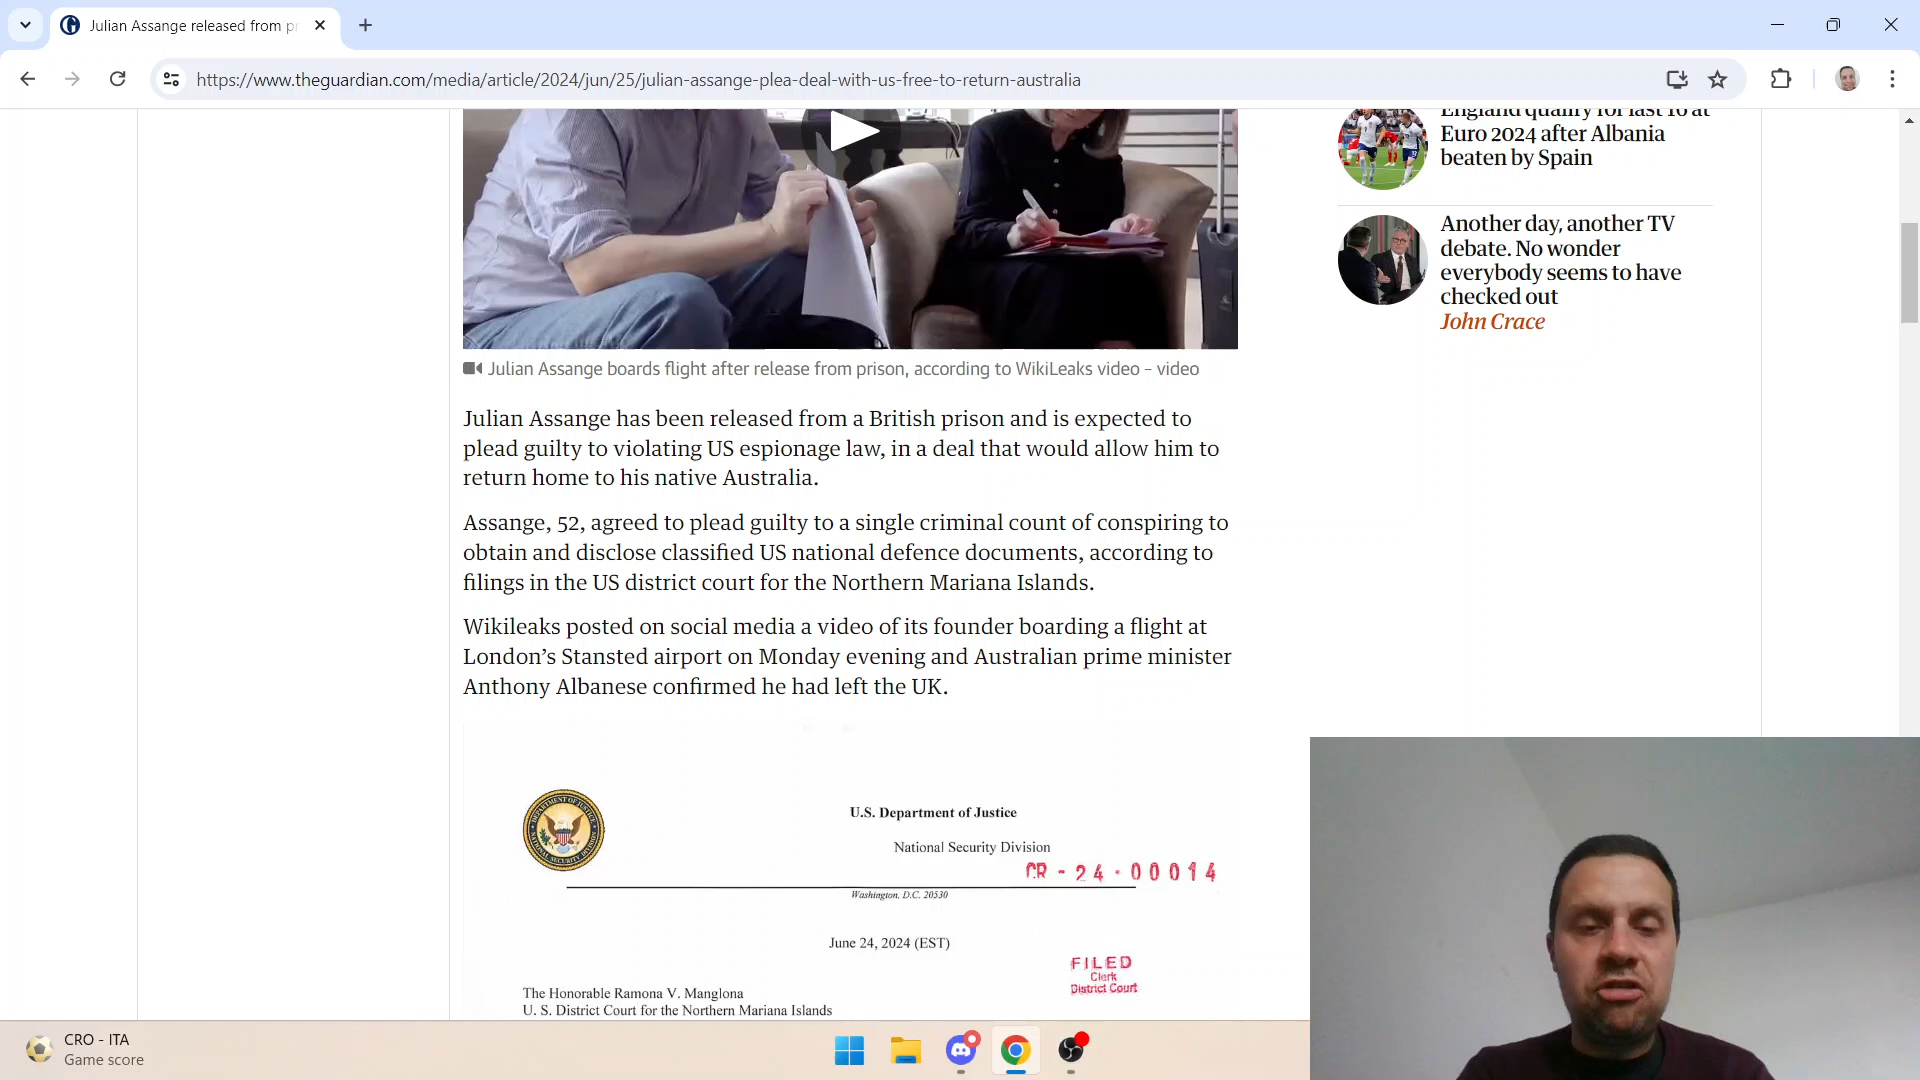 Julian Assange released from pr
https://www.theguardian.com/media/article/2024/jun/25/julian-assange-plea-deal-with-us-free-to-return-australia
England qualify for last 16 at
Euro 2024 after Albania
beaten by Spain
Another day, another TV
debate. No wonder
everybody seems to have
checked out
John Crace
Julian Assange boards flight after release from prison, according to WikiLeaks video – video
Julian Assange has been released from a British prison and is expected to
plead guilty to violating US espionage law, in a deal that would allow him to
return home to his native Australia.
Assange, 52, agreed to plead guilty to a single criminal count of conspiring to
obtain and disclose classified US national defence documents, according to
filings in the US district court for the Northern Mariana Islands.
Wikileaks posted on social media a video of its founder boarding a flight at
London’s Stansted airport on Monday evening and Australian prime minister
Anthony Albanese confirmed he had left the UK.
U.S. Department of Justice
National Security Division
CR - 24 - 00014
Washington, D.C. 20530
June 24, 2024 (EST)
FILED
Clerk
District Court
The Honorable Ramona V. Manglona
U. S. District Court for the Northern Mariana Islands
CRO - ITA
Game score